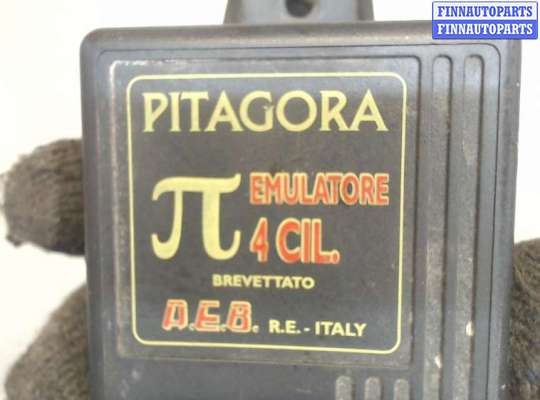 FINNAUTOPARTS
FINNAUTOPARTS
PITAGORA
π EMULATORE
4 CIL.
BREVETTATO
A.E.B. R.E. - ITALY